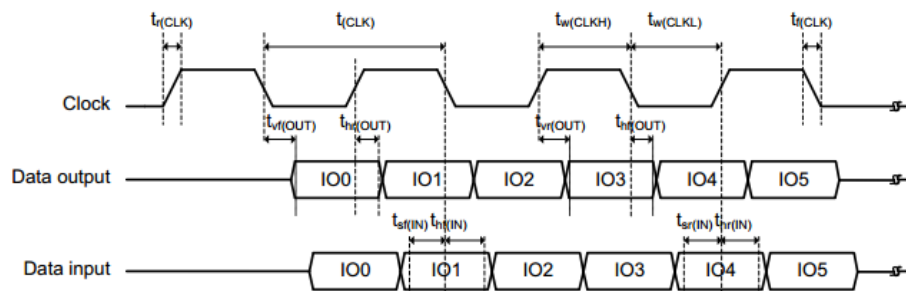 tr(CLK) t(CLK) tw(CLKH) tw(CLKL) tf(CLK)
Clock
tvf(OUT) thr(OUT) tvr(OUT) thf(OUT)
Data output IO0 IO1 IO2 IO3 IO4 IO5
tsf(IN) thf(IN) tsr(IN) thr(IN)
Data input IO0 IO1 IO2 IO3 IO4 IO5